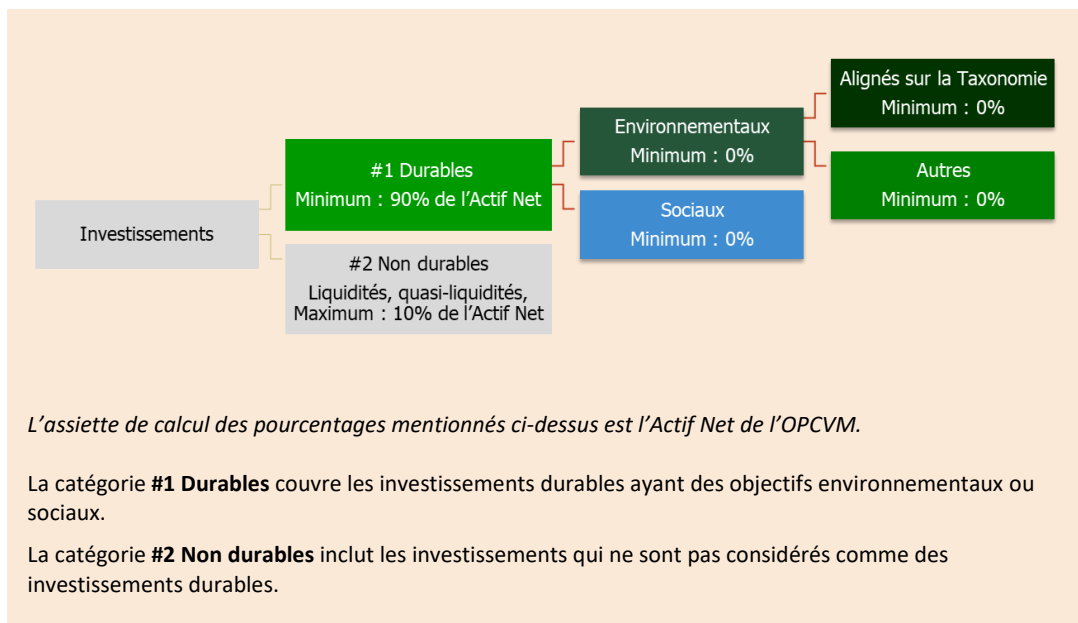 Investissements
#1 Durables
Minimum : 90% de l’Actif Net
#2 Non durables
Liquidités, quasi-liquidités,
Maximum : 10% de l’Actif Net
Environnementaux
Minimum : 0%
Sociaux
Minimum : 0%
Alignés sur la Taxonomie
Minimum : 0%
Autres
Minimum : 0%
L’assiette de calcul des pourcentages mentionnés ci-dessus est l’Actif Net de l’OPCVM.
La catégorie #1 Durables couvre les investissements durables ayant des objectifs environnementaux ou
sociaux.
La catégorie #2 Non durables inclut les investissements qui ne sont pas considérés comme des
investissements durables.